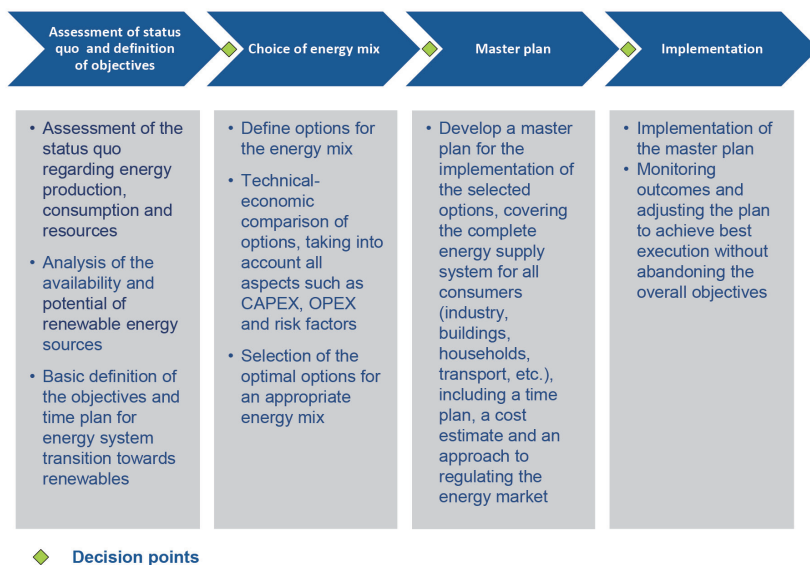 Assessment of status
quo and definition
of objectives
Choice of energy mix
Master plan
Implementation
• Assessment of the
status quo
regarding energy
production,
consumption and
resources
• Analysis of the
availability and
potential of
renewable energy
sources
• Basic definition of
the objectives and
time plan for
energy system
transition towards
renewables
• Define options for
the energy mix
• Technical-
economic
comparison of
options, taking into
account all
aspects such as
CAPEX, OPEX
and risk factors
• Selection of the
optimal options for
an appropriate
energy mix
• Develop a master
plan for the
implementation of
the selected
options, covering
the complete
energy supply
system for all
consumers
(industry,
buildings,
households,
transport, etc.),
including a time
plan, a cost
estimate and an
approach to
regulating the
energy market
• Implementation of
the master plan
• Monitoring
outcomes and
adjusting the plan
to achieve best
execution without
abandoning the
overall objectives
Decision points